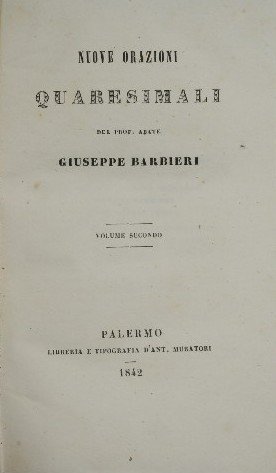 NUOVE ORAZIONI
QUARESIMALI
DEL PROF. ABATE
GIUSEPPE BARBIERI
VOLUME SECONDO
PALERMO
LIBRERIA E TIPOGRAFIA D'ANT. MURATORI
1842